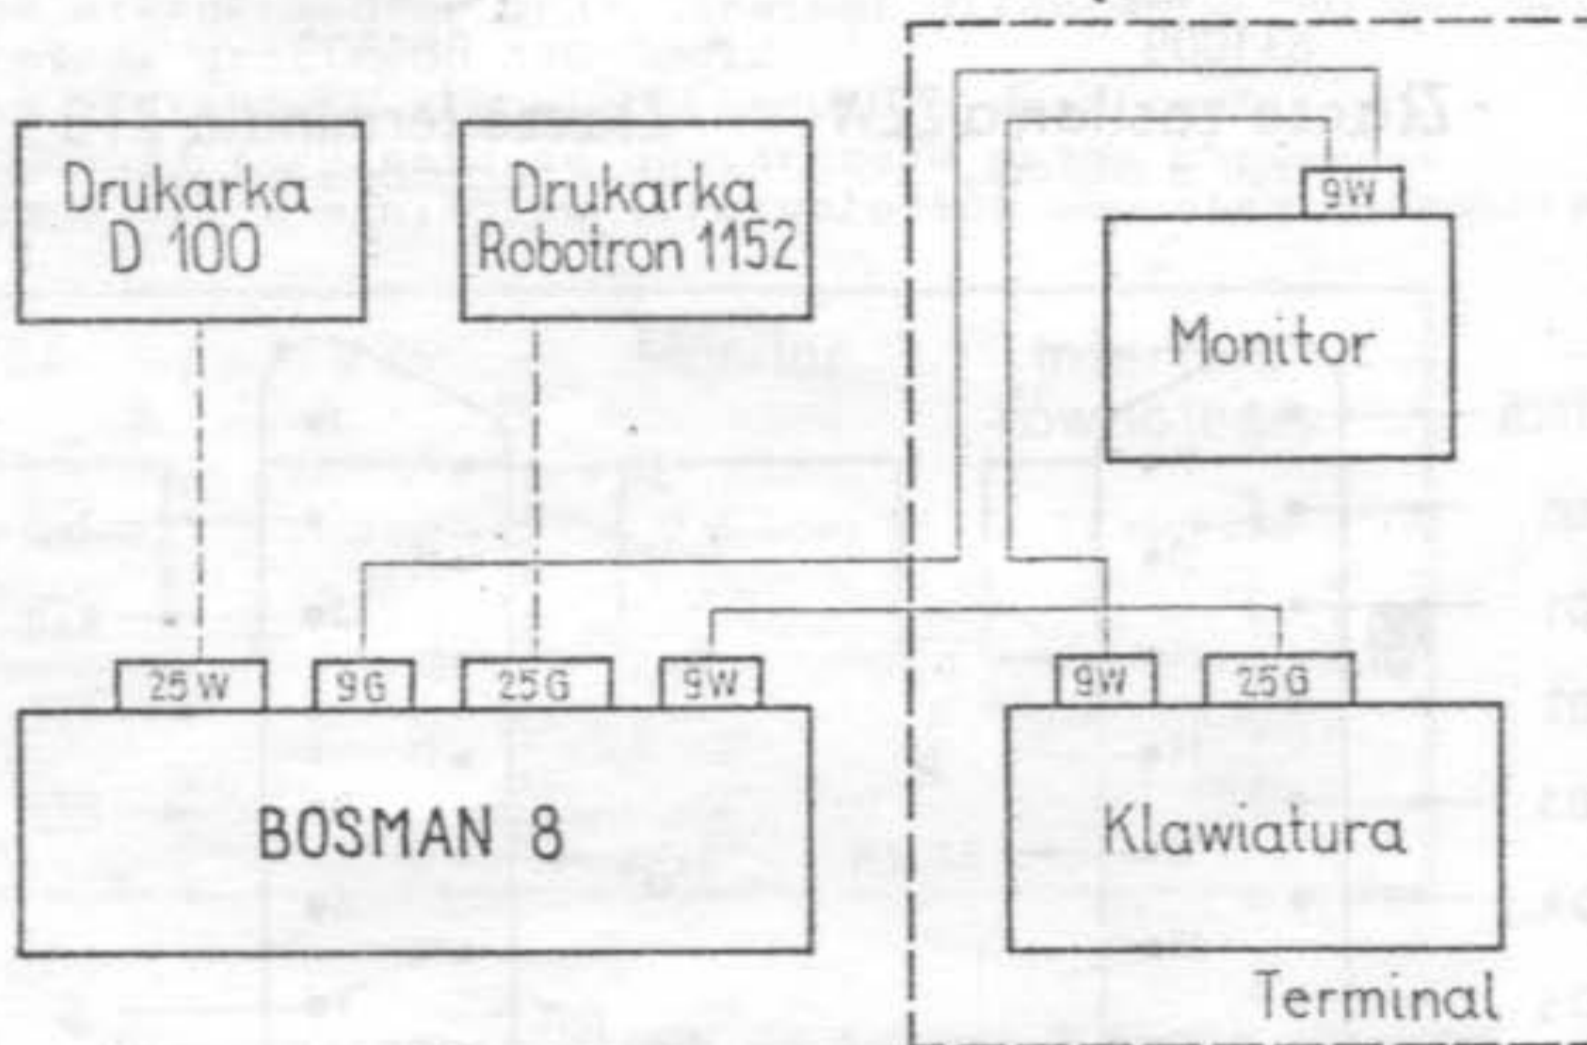 Drukarka
D 100
Drukarka
Robotron 1152
9W
Monitor
25W
9G
25G
9W
9W
25G
BOSMAN 8
Klawiatura
Terminal